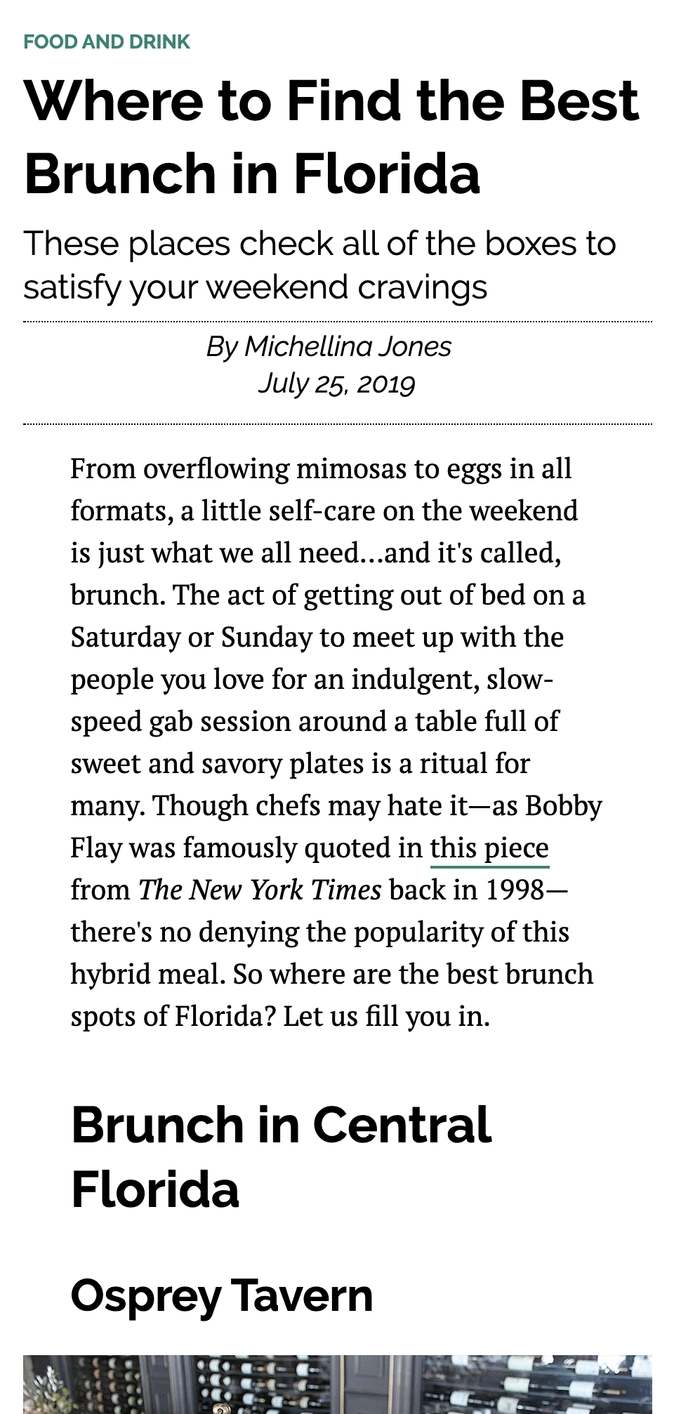 FOOD AND DRINK
Where to Find the Best
Brunch in Florida
These places check all of the boxes to
satisfy your weekend cravings
By Michellina Jones
July 25, 2019
From overflowing mimosas to eggs in all
formats, a little self-care on the weekend
is just what we all need...and it's called,
brunch. The act of getting out of bed on a
Saturday or Sunday to meet up with the
people you love for an indulgent, slow-
speed gab session around a table full of
sweet and savory plates is a ritual for
many. Though chefs may hate it—as Bobby
Flay was famously quoted in this piece
from The New York Times back in 1998—
there's no denying the popularity of this
hybrid meal. So where are the best brunch
spots of Florida? Let us fill you in.
Brunch in Central
Florida
Osprey Tavern